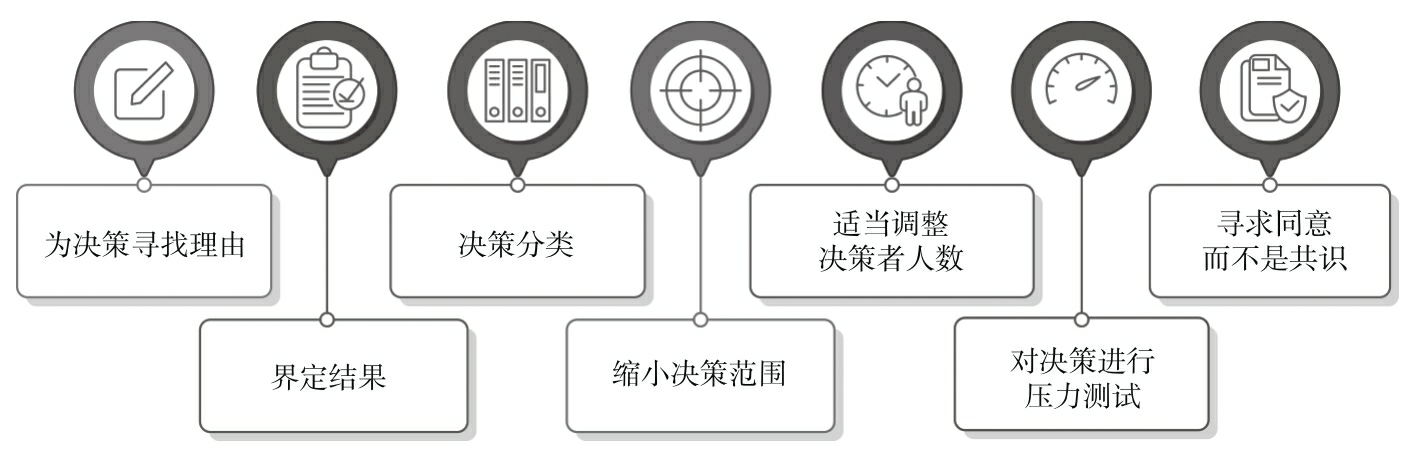 为决策寻找理由
界定结果
决策分类
缩小决策范围
适当调整
决策者人数
对决策进行
压力测试
寻求同意
而不是共识